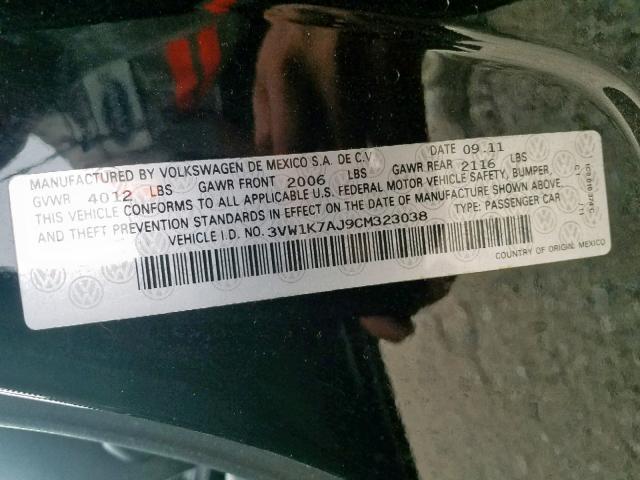 MANUFACTURED BY VOLKSWAGEN DE MEXICO S.A. DE C.V. DATE 09.11
GVWR 4012 LBS GAWR FRONT 2006 LBS GAWR REAR 2116 LBS
THIS VEHICLE CONFORMS TO ALL APPLICABLE U.S. FEDERAL MOTOR VEHICLE SAFETY, BUMPER,
AND THEFT PREVENTION STANDARDS IN EFFECT ON THE DATE OF MANUFACTURE SHOWN ABOVE.
VEHICLE I.D. NO. 3VW1K7AJ9CM323038 TYPE: PASSENGER CAR
COUNTRY OF ORIGIN: MEXICO